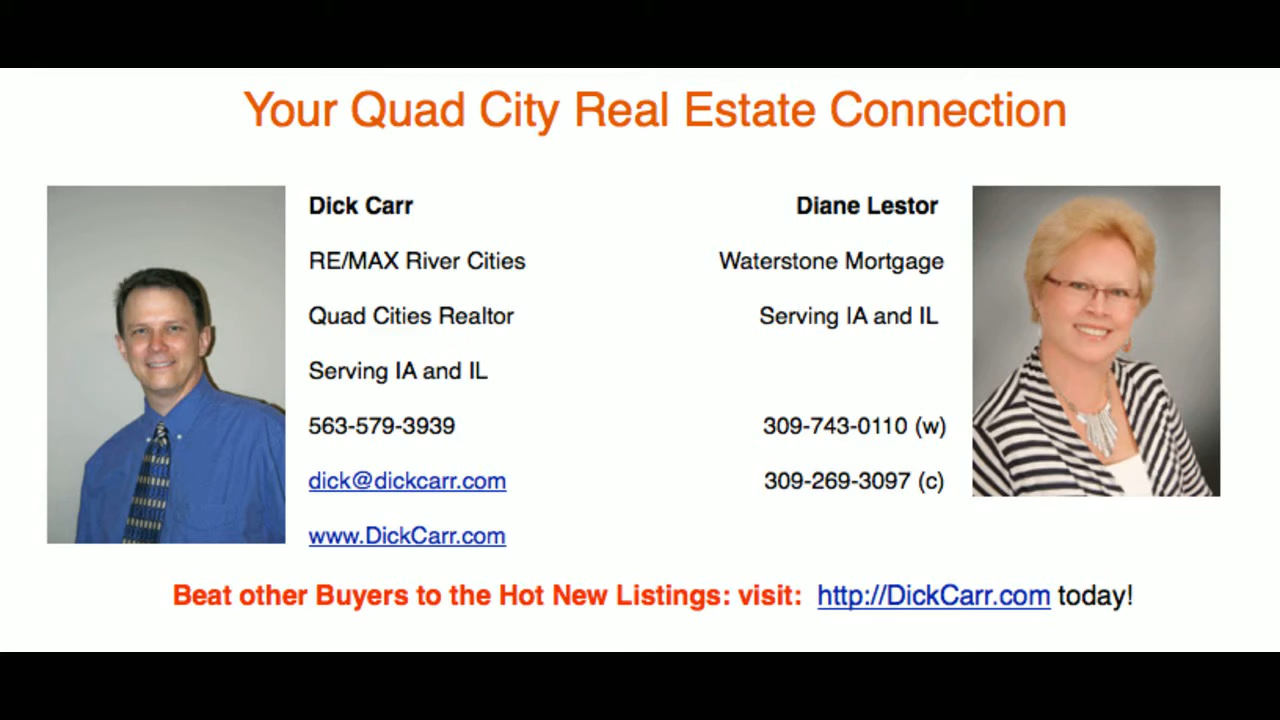 Your Quad City Real Estate Connection
Dick Carr
RE/MAX River Cities
Quad Cities Realtor
Serving IA and IL
563-579-3939
dick@dickcarr.com
www.DickCarr.com
Diane Lestor
Waterstone Mortgage
Serving IA and IL
309-743-0110 (w)
309-269-3097 (c)
Beat other Buyers to the Hot New Listings: visit: http://DickCarr.com today!